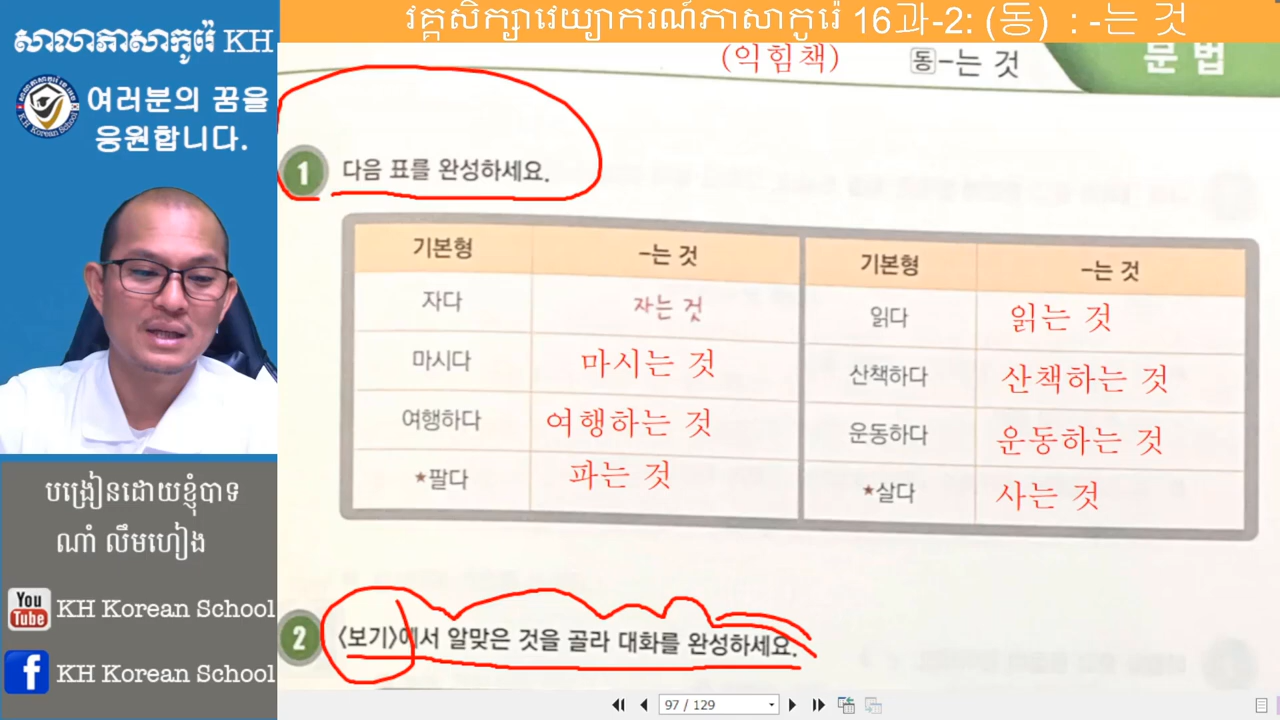 វគ្គសិក្សាវេយ្យាករណ៍ភាសាកូរ៉េ 16과-2: (동) : -는 것
សាលាភាសាកូរ៉េ KH
여러분의 꿈을
응원합니다.
(익힘책)
동-는 것
문 법
1 다음 표를 완성하세요.
기본형 -는 것 기본형 -는 것
자다 자는 것 읽다 읽는 것
마시다 마시는 것 산책하다 산책하는 것
여행하다 여행하는 것 운동하다 운동하는 것
★팔다 파는 것 ★살다 사는 것
2 〈보기〉에서 알맞은 것을 골라 대화를 완성하세요.
បង្រៀនដោយខ្ញុំបាទ
ណាំ លឹមហៀង
You Tube KH Korean School
f KH Korean School
97 / 129